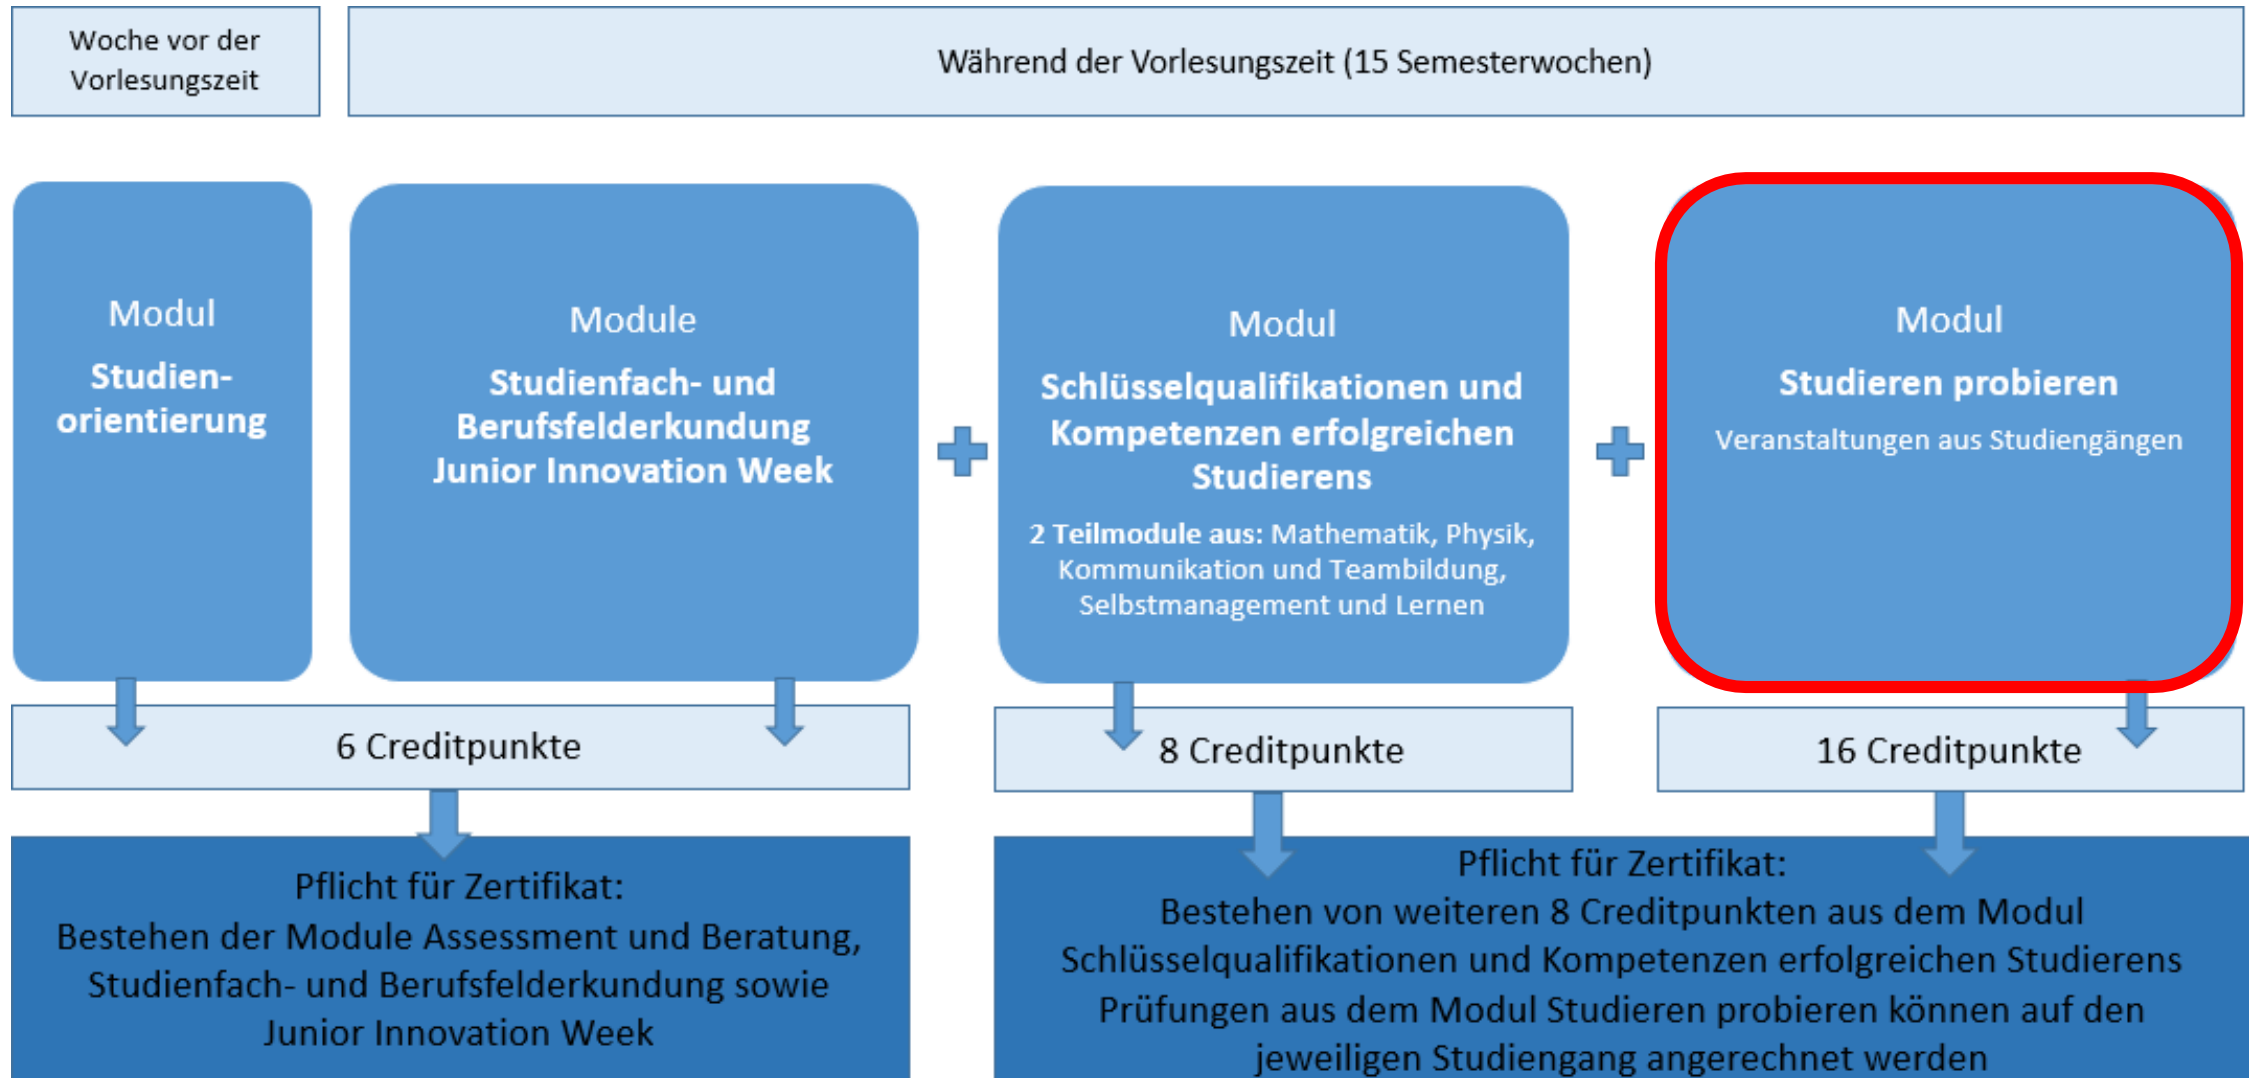 Woche vor der
Vorlesungszeit
Während der Vorlesungszeit (15 Semesterwochen)
Modul
Studien-
orientierung
Module
Studienfach- und
Berufsfelderkundung
Junior Innovation Week
Modul
Schlüsselqualifikationen und
Kompetenzen erfolgreichen
Studierens
2 Teilmodule aus: Mathematik, Physik,
Kommunikation und Teambildung,
Selbstmanagement und Lernen
Modul
Studieren probieren
Veranstaltungen aus Studiengängen
6 Creditpunkte
8 Creditpunkte
16 Creditpunkte
Pflicht für Zertifikat:
Bestehen der Module Assessment und Beratung,
Studienfach- und Berufsfelderkundung sowie
Junior Innovation Week
Pflicht für Zertifikat:
Bestehen von weiteren 8 Creditpunkten aus dem Modul
Schlüsselqualifikationen und Kompetenzen erfolgreichen Studierens
Prüfungen aus dem Modul Studieren probieren können auf den
jeweiligen Studiengang angerechnet werden